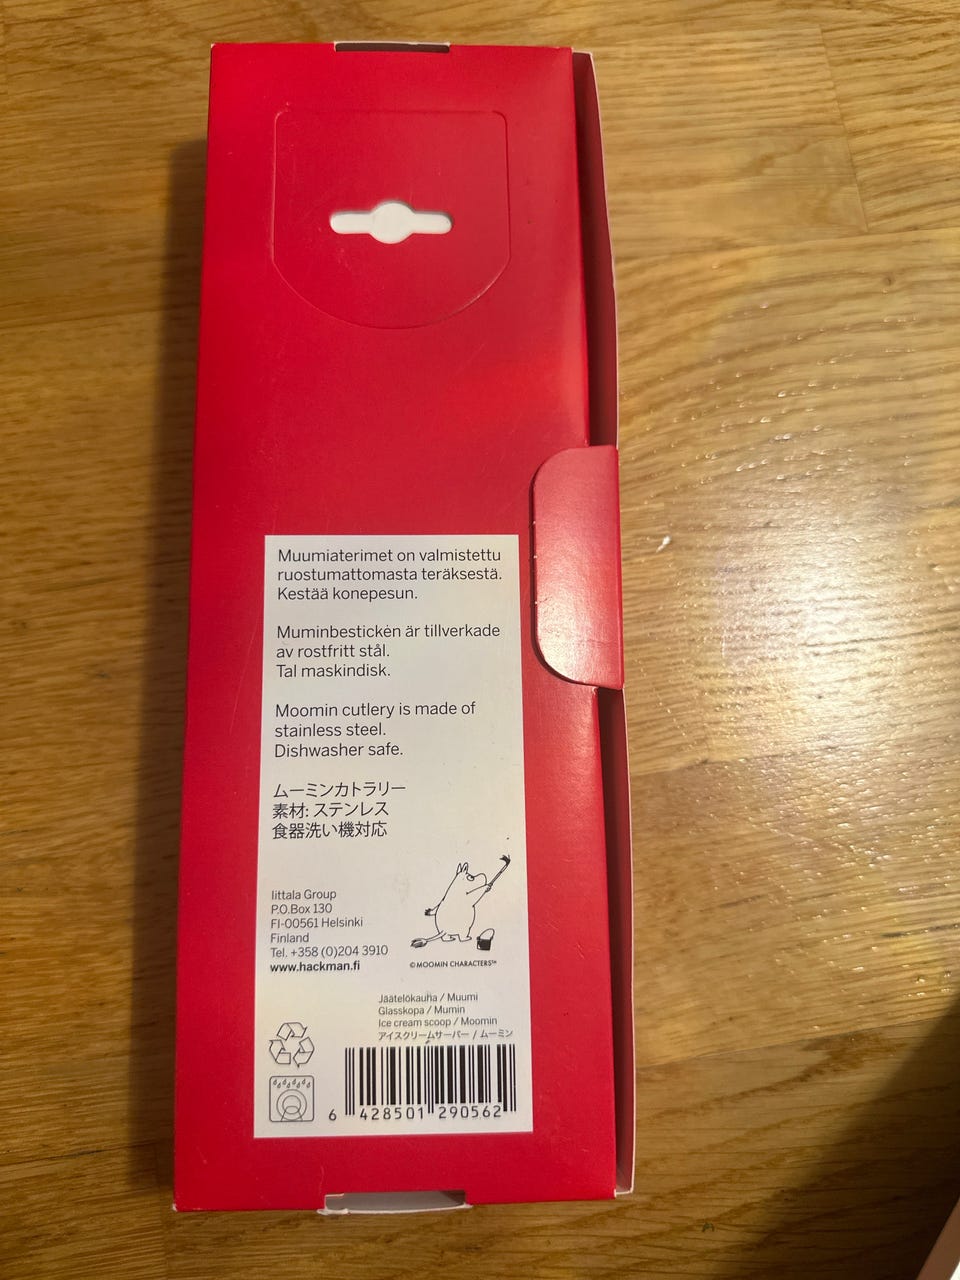 Muumiaterimet on valmistettu
ruostumattomasta teräksestä.
Kestää konepesun.
Muminbesticken är tillverkade
av rostfritt stål.
Tal maskindisk.
Moomin cutlery is made of
stainless steel.
Dishwasher safe.
ムーミンカトラリー
素材: ステンレス
食器洗い機対応
Iittala Group
P.O.Box 130
FI-00561 Helsinki
Finland
Tel. +358 (0)204 3910
www.hackman.fi
© MOOMIN CHARACTERS™
Jäätelökauha / Muumi
Glasskopa / Mumin
Ice cream scoop / Moomin
アイスクリームサーバー / ムーミン
6 428501 290562